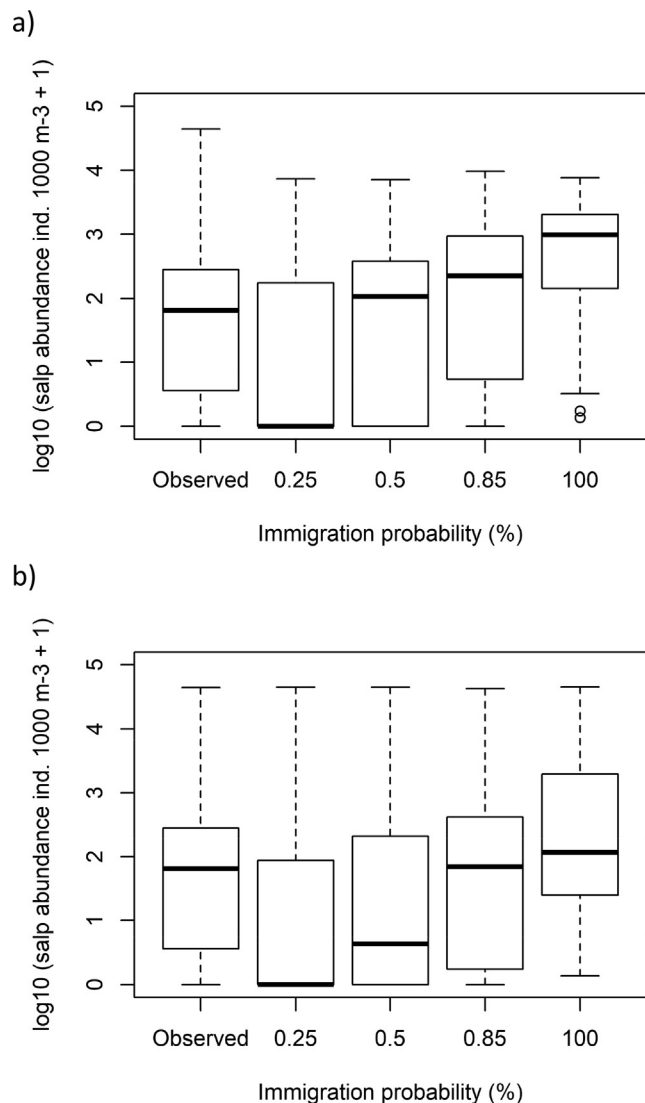 a)
log10 (salp abundance ind. 1000 m-3 + 1)
5
4
3
2
1
0
Observed 0.25 0.5 0.85 100
Immigration probability (%)
b)
log10 (salp abundance ind. 1000 m-3 + 1)
5
4
3
2
1
0
Observed 0.25 0.5 0.85 100
Immigration probability (%)